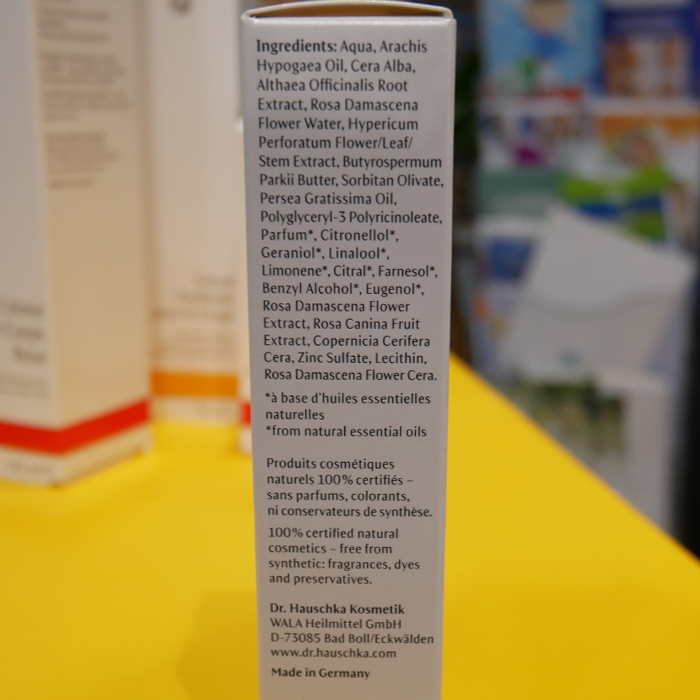 Ingredients: Aqua, Arachis
Hypogaea Oil, Cera Alba,
Althaea Officinalis Root
Extract, Rosa Damascena
Flower Water, Hypericum
Perforatum Flower/Leaf/
Stem Extract, Butyrospermum
Parkii Butter, Sorbitan Olivate,
Persea Gratissima Oil,
Polyglyceryl-3 Polyricinoleate,
Parfum*, Citronellol*,
Geraniol*, Linalool*,
Limonene*, Citral*, Farnesol*,
Benzyl Alcohol*, Eugenol*,
Rosa Damascena Flower
Extract, Rosa Canina Fruit
Extract, Copernicia Cerifera
Cera, Zinc Sulfate, Lecithin,
Rosa Damascena Flower Cera.
*à base d'huiles essentielles
naturelles
*from natural essential oils
Produits cosmétiques
naturels 100% certifiés –
sans parfums, colorants,
ni conservateurs de synthèse.
100% certified natural
cosmetics – free from
synthetic: fragrances, dyes
and preservatives.
Dr. Hauschka Kosmetik
WALA Heilmittel GmbH
D-73085 Bad Boll/Eckwälden
www.dr.hauschka.com
Made in Germany